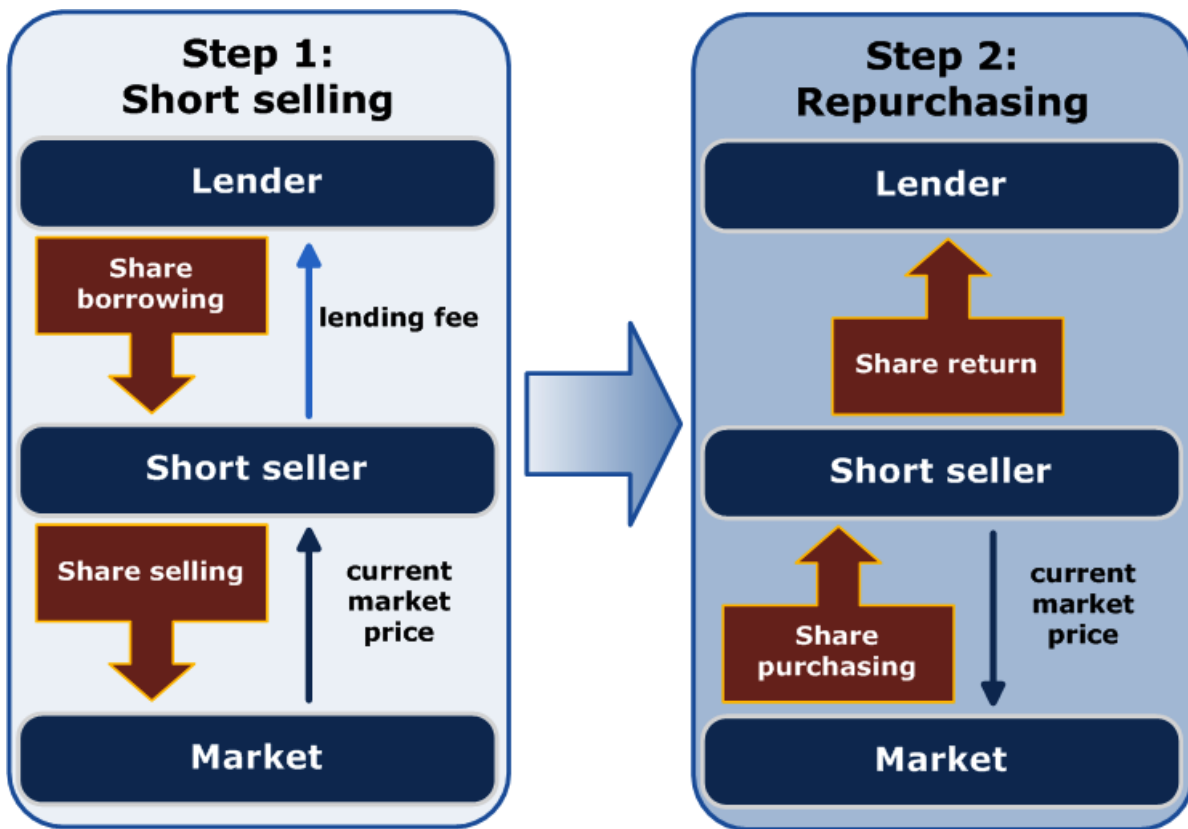 Step 1:
Short selling
Lender
Share
borrowing
lending fee
Short seller
Share selling
current
market
price
Market
Step 2:
Repurchasing
Lender
Share return
Short seller
Share
purchasing
current
market
price
Market